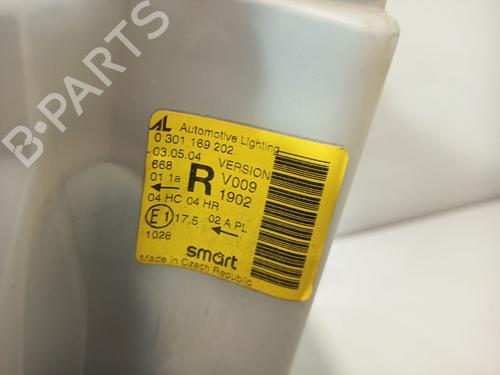 AL Automotive Lighting
0 301 169 202
03.05.04 VERSION
668
01 1a R V009
1902
04 HC 04 HR
E1 17.5 02 A PL
1028
smart
Made in Czech Republic
B-PARTS